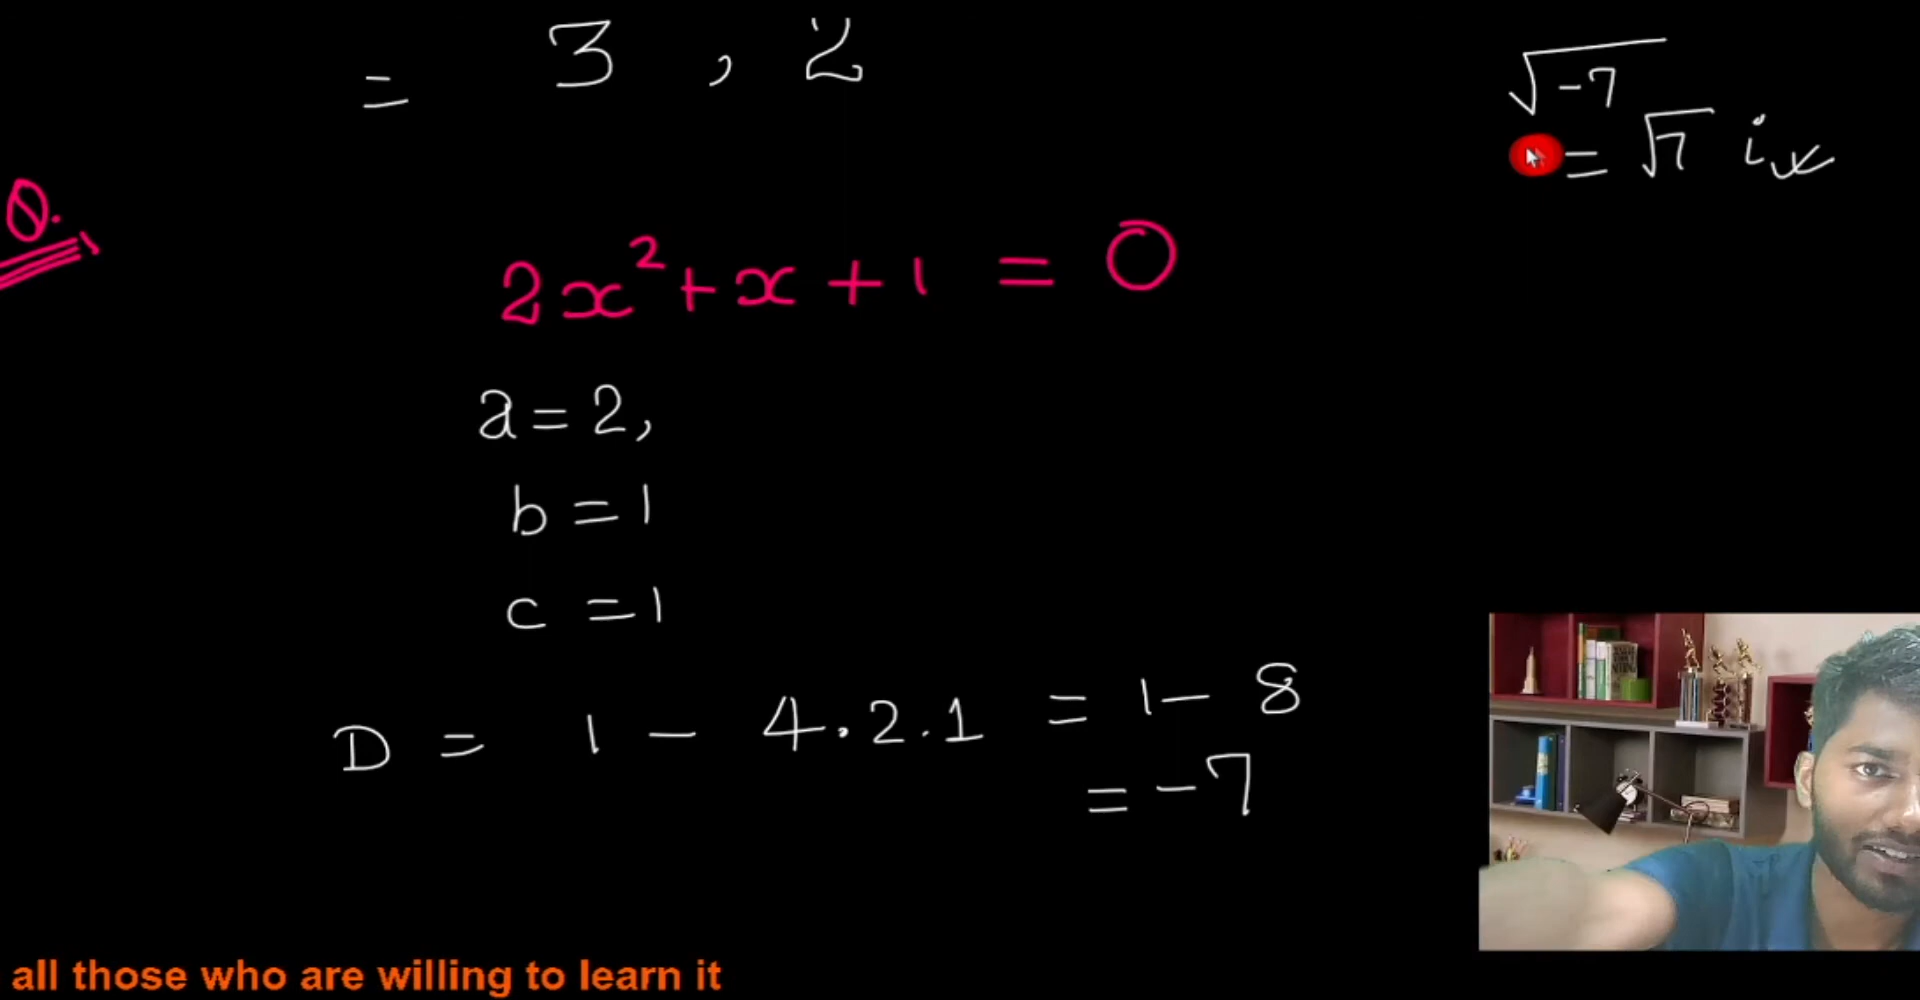 = 3 , 2
√-7
= √7 i
Q.
2x² + x + 1 = 0
a = 2,
b = 1
c = 1
D = 1 - 4.2.1 = 1 - 8
= -7
all those who are willing to learn it